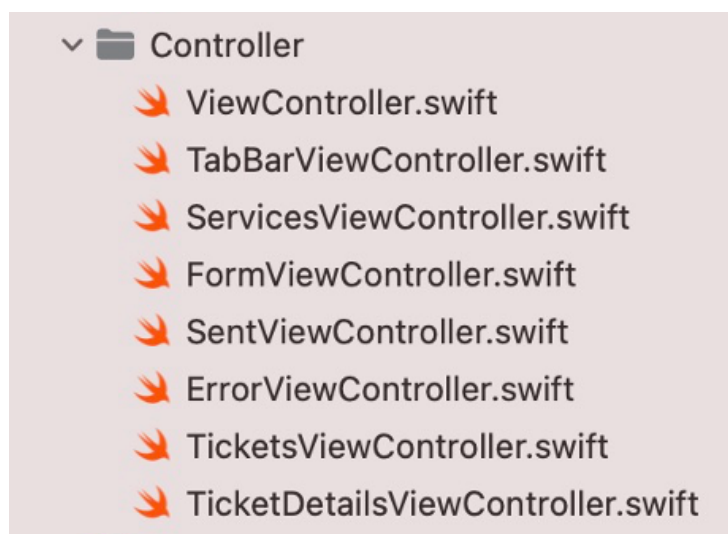 Controller
ViewController.swift
TabBarViewController.swift
ServicesViewController.swift
FormViewController.swift
SentViewController.swift
ErrorViewController.swift
TicketsViewController.swift
TicketDetailsViewController.swift